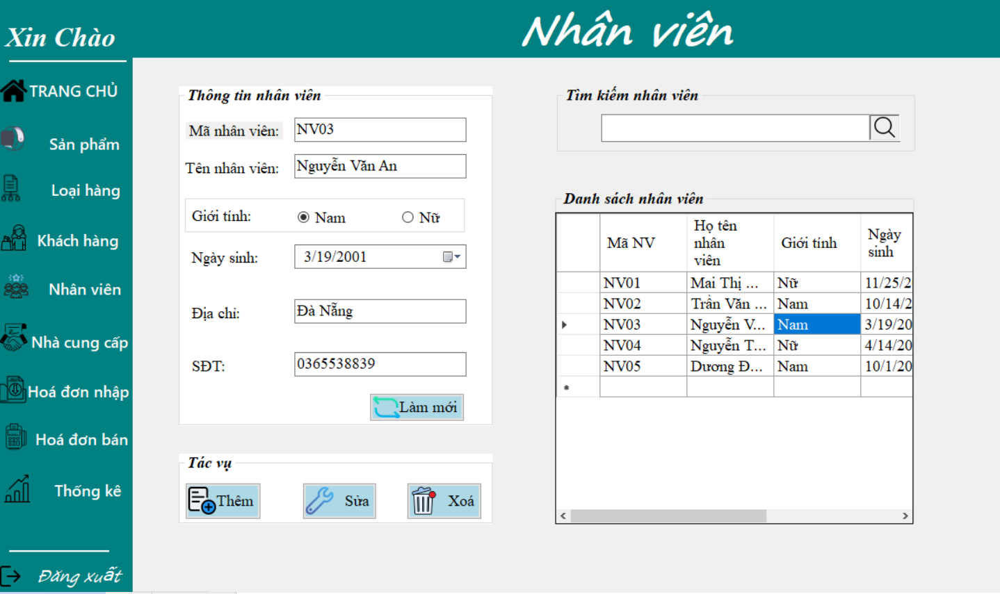 Xin Chào
Nhân viên
TRANG CHỦ
Sản phẩm
Loại hàng
Khách hàng
Nhân viên
Nhà cung cấp
Hoá đơn nhập
Hoá đơn bán
Thống kê
Đăng xuất
Thông tin nhân viên
Mã nhân viên: NV03
Tên nhân viên: Nguyễn Văn An
Giới tính: Nam Nữ
Ngày sinh: 3/19/2001
Địa chỉ: Đà Nẵng
SĐT: 0365538839
Làm mới
Tác vụ
Thêm Sửa Xoá
Tìm kiếm nhân viên
Danh sách nhân viên
Mã NV Họ tên nhân viên Giới tính Ngày sinh
NV01 Mai Thị ... Nữ 11/25/2
NV02 Trần Văn ... Nam 10/14/2
NV03 Nguyễn V... Nam 3/19/20
NV04 Nguyễn T... Nữ 4/14/20
NV05 Dương Đ... Nam 10/1/20